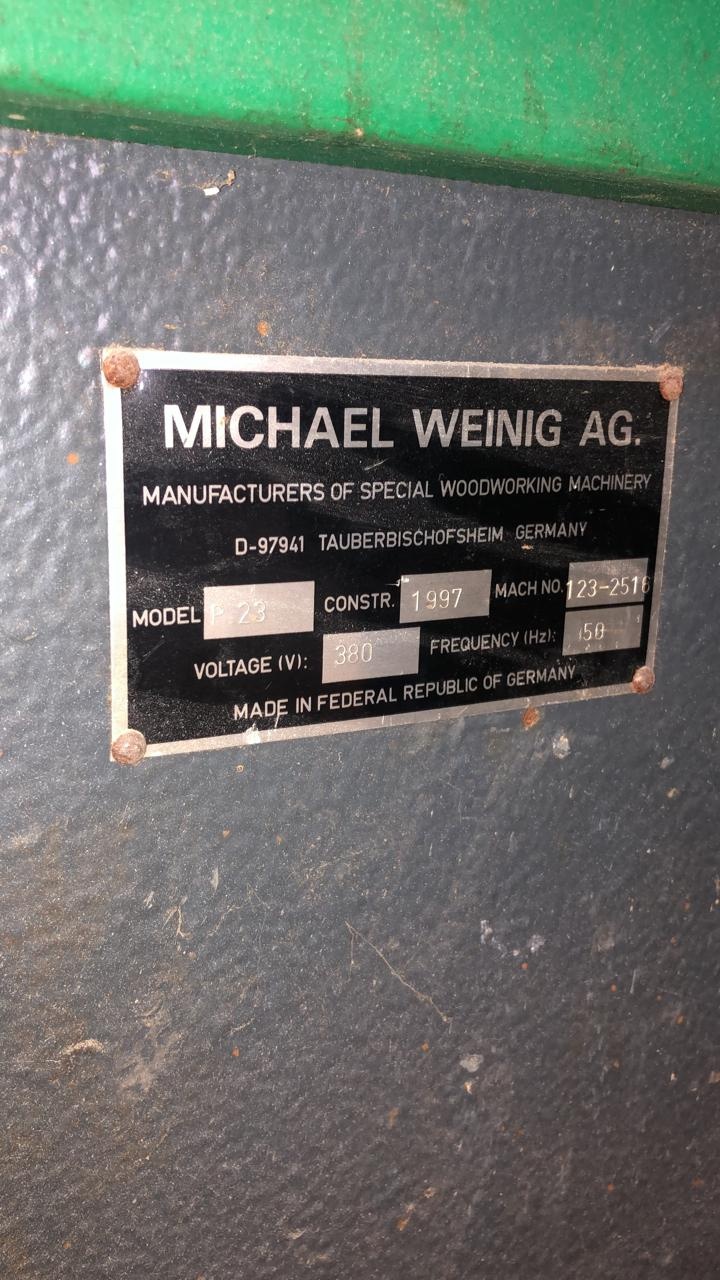 MICHAEL WEINIG AG.
MANUFACTURERS OF SPECIAL WOODWORKING MACHINERY
D-97941 TAUBERBISCHOFSHEIM GERMANY
MODEL P 23 CONSTR. 1997 MACH NO. 123-2516
VOLTAGE (V): 380 FREQUENCY (Hz): 50
MADE IN FEDERAL REPUBLIC OF GERMANY